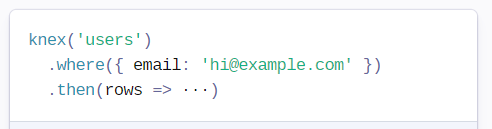 knex('users')
  .where({ email: 'hi@example.com' })
  .then(rows => ···)